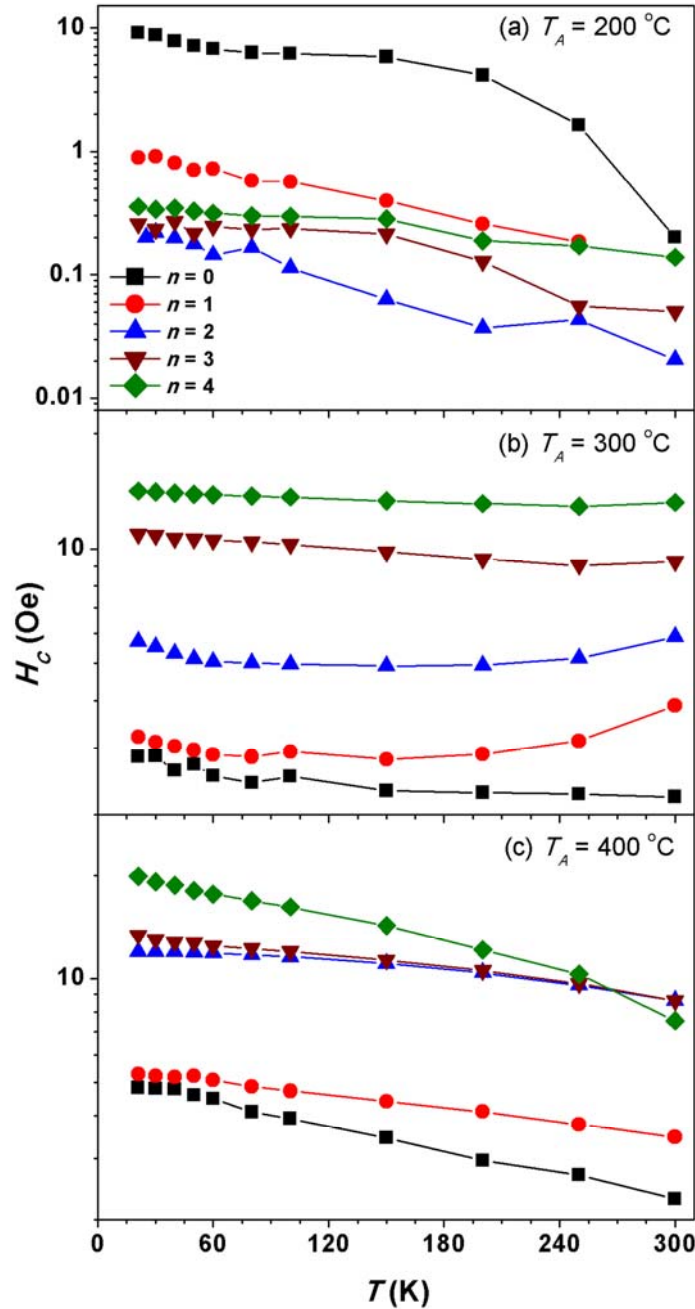 (a) T_A = 200 °C
10
1
0.1
0.01
n = 0
n = 1
n = 2
n = 3
n = 4
(b) T_A = 300 °C
10
H_C (Oe)
(c) T_A = 400 °C
10
0 60 120 180 240 300
T (K)